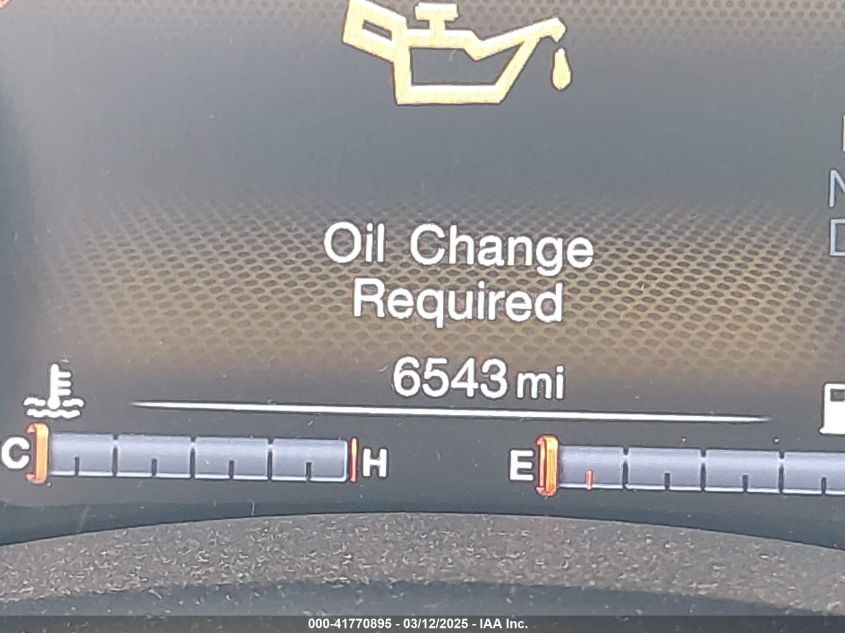 Oil Change
Required
6543 mi
C H E
N
D
000-41770895 - 03/12/2025 - IAA Inc.